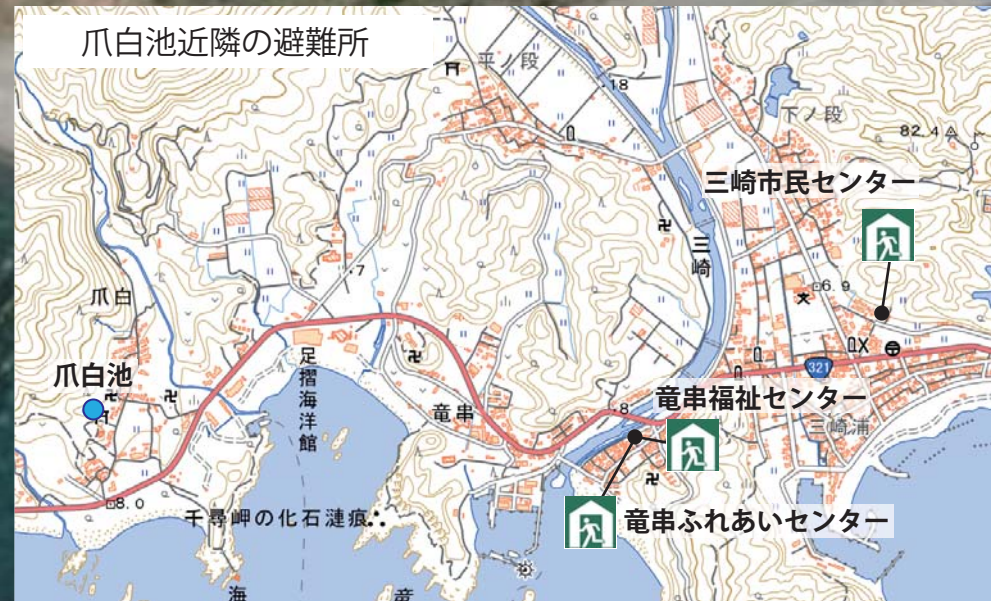 爪白池近隣の避難所
平ノ段
18
下ノ段
82.4
三崎市民センター
三崎
7
6.9
爪白
爪白池
足摺海洋館
321
竜串
8
竜串福祉センター
三崎浦
8.0
千尋岬の化石漣痕
竜串ふれあいセンター
海
竜